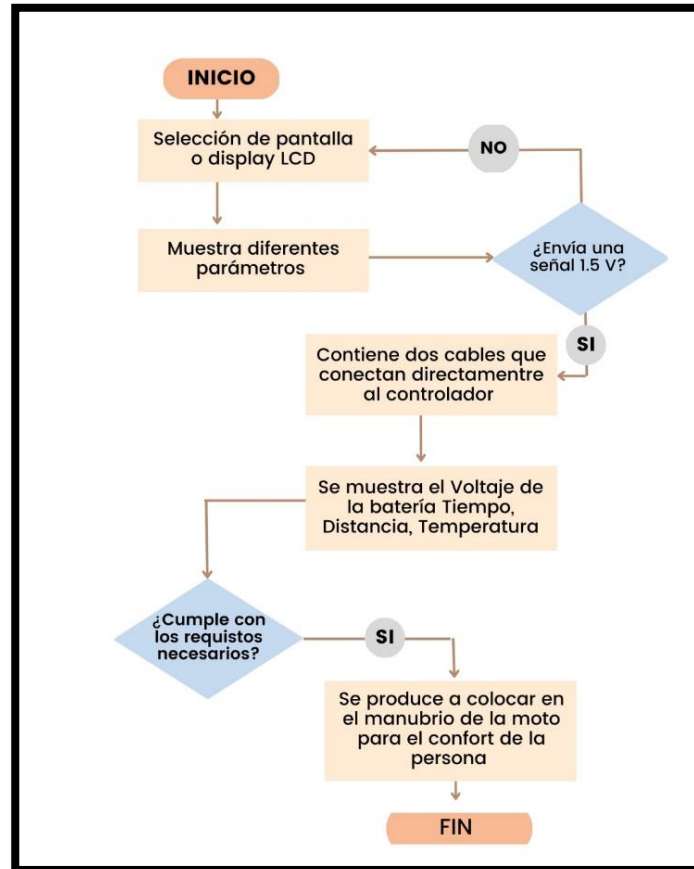 INICIO
Selección de pantalla
o display LCD
NO
Muestra diferentes
parámetros
¿Envía una
señal 1.5 V?
SI
Contiene dos cables que
conectan directamentre
al controlador
Se muestra el Voltaje de
la batería Tiempo,
Distancia, Temperatura
¿Cumple con
los requistos
necesarios?
SI
Se produce a colocar en
el manubrio de la moto
para el confort de la
persona
FIN